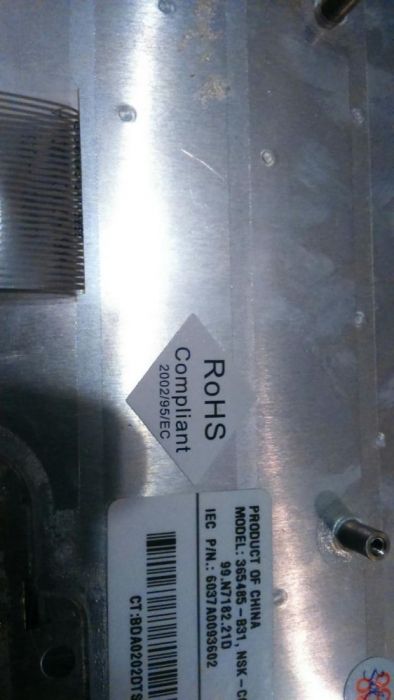 RoHS
Compliant
2002/95/EC
PRODUCT OF CHINA
MODEL: 365485-B31, NSK-C
99.N7182.21D
IEC P/N.: 6037A0093602
CT:BDA0202DTS